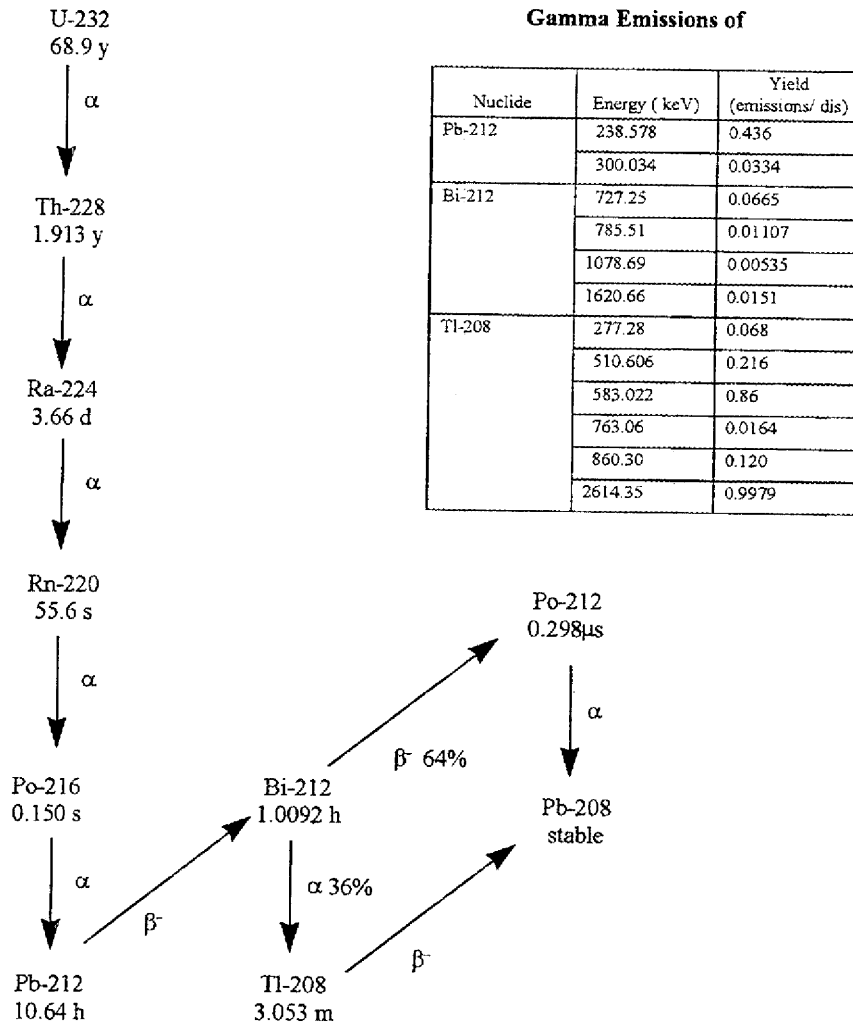 Gamma Emissions of
Nuclide Energy ( keV) Yield (emissions/ dis)
Pb-212 238.578 0.436
300.034 0.0334
Bi-212 727.25 0.0665
785.51 0.01107
1078.69 0.00535
1620.66 0.0151
Tl-208 277.28 0.068
510.606 0.216
583.022 0.86
763.06 0.0164
860.30 0.120
2614.35 0.9979
U-232
68.9 y
α
Th-228
1.913 y
α
Ra-224
3.66 d
α
Rn-220
55.6 s
α
Po-216
0.150 s
α
Pb-212
10.64 h
β⁻
Bi-212
1.0092 h
α 36%
β⁻ 64%
Tl-208
3.053 m
β⁻
Po-212
0.298μs
α
Pb-208
stable